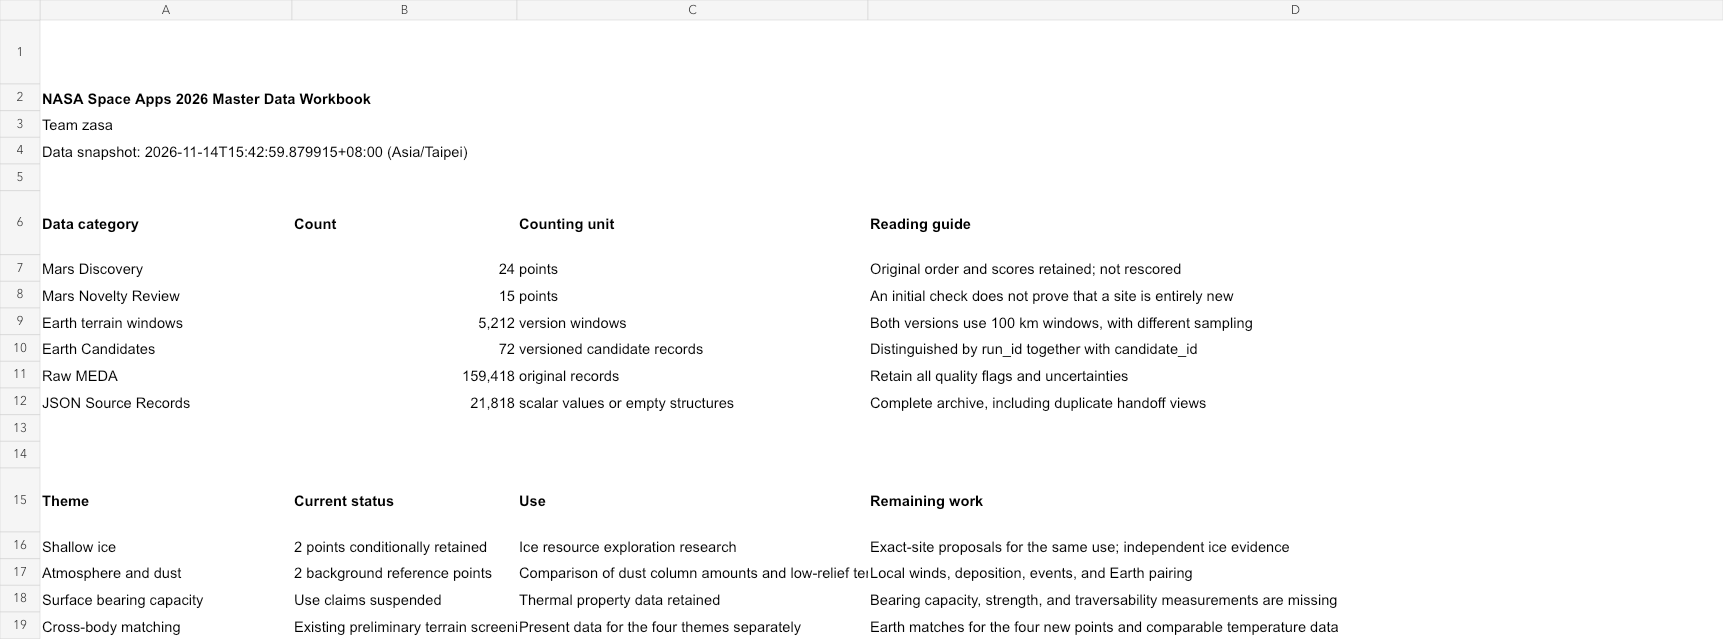 A B C D
1
2 NASA Space Apps 2026 Master Data Workbook
3 Team zasa
4 Data snapshot: 2026-11-14T15:42:59.879915+08:00 (Asia/Taipei)
5
6 Data category Count Counting unit Reading guide
7 Mars Discovery 24 points Original order and scores retained; not rescored
8 Mars Novelty Review 15 points An initial check does not prove that a site is entirely new
9 Earth terrain windows 5,212 version windows Both versions use 100 km windows, with different sampling
10 Earth Candidates 72 versioned candidate records Distinguished by run_id together with candidate_id
11 Raw MEDA 159,418 original records Retain all quality flags and uncertainties
12 JSON Source Records 21,818 scalar values or empty structures Complete archive, including duplicate handoff views
13
14
15 Theme Current status Use Remaining work
16 Shallow ice 2 points conditionally retained Ice resource exploration research Exact-site proposals for the same use; independent ice evidence
17 Atmosphere and dust 2 background reference points Comparison of dust column amounts and low-relief Local winds, deposition, events, and Earth pairing
18 Surface bearing capacity Use claims suspended Thermal property data retained Bearing capacity, strength, and traversability measurements are missing
19 Cross-body matching Existing preliminary terrain screeni Present data for the four themes separately Earth matches for the four new points and comparable temperature data